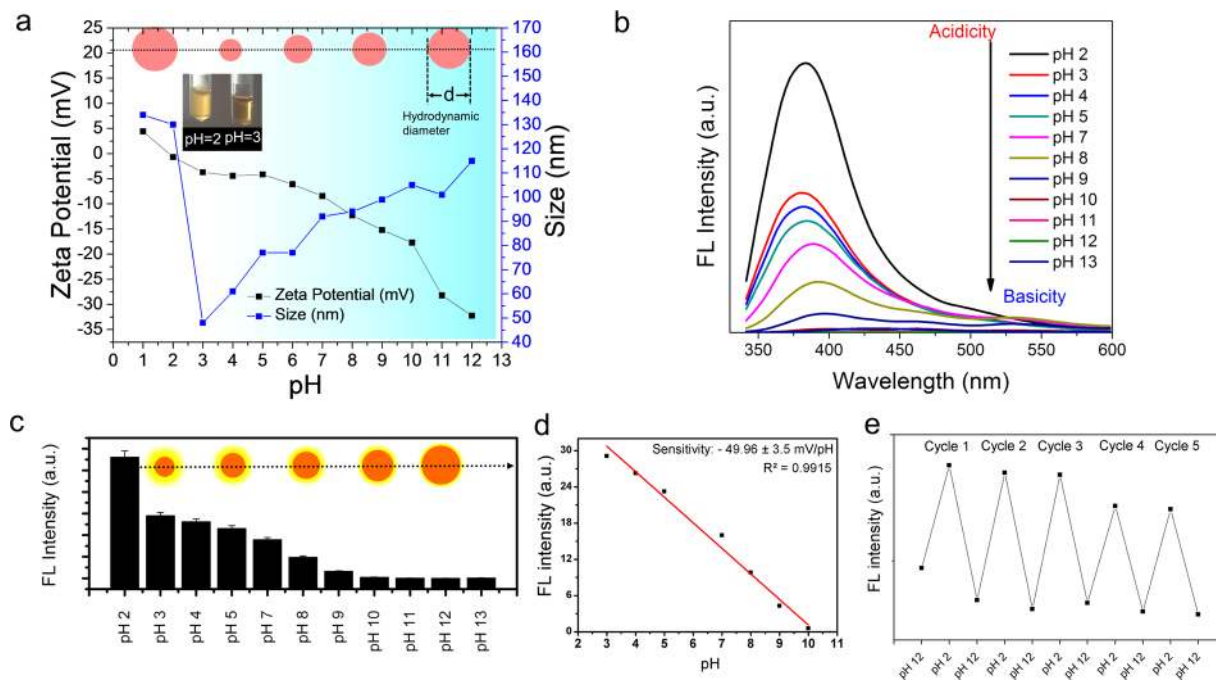 a
25
20
15
10
5
0
-5
-10
-15
-20
-25
-30
-35
Zeta Potential (mV)
pH=2 pH=3
d
Hydrodynamic
diameter
Zeta Potential (mV)
Size (nm)
0 1 2 3 4 5 6 7 8 9 10 11 12 13
pH
170
160
150
140
130
120
110
100
90
80
70
60
50
40
Size (nm)
b
FL Intensity (a.u.)
Acidicity
Basicity
pH 2
pH 3
pH 4
pH 5
pH 7
pH 8
pH 9
pH 10
pH 11
pH 12
pH 13
350 400 450 500 550 600
Wavelength (nm)
c
FL Intensity (a.u.)
pH 2 pH 3 pH 4 pH 5 pH 7 pH 8 pH 9 pH 10 pH 11 pH 12 pH 13
d
Sensitivity: - 49.96 ± 3.5 mV/pH
R² = 0.9915
30
24
18
12
6
0
FL intensity (a.u.)
2 3 4 5 6 7 8 9 10 11
pH
e
Cycle 1 Cycle 2 Cycle 3 Cycle 4 Cycle 5
FL intensity (a.u.)
pH 12 pH 2 pH 12 pH 2 pH 12 pH 2 pH 12 pH 2 pH 12 pH 2 pH 12